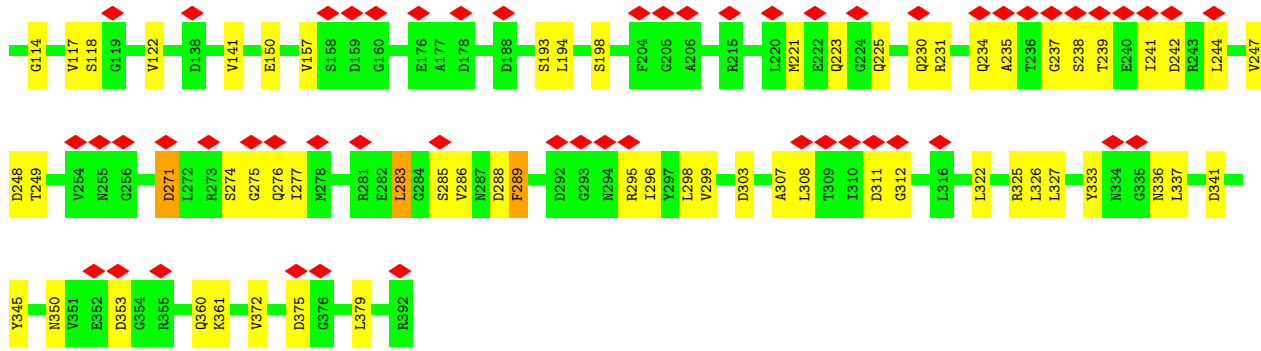 G114 V117 S118 G119 V122 D138 V141 E150 V157 S158 D159 G160 E176 A177 D178 D188 S193 L194 S198 F204 G205 A206 R215 L220 M221 E222 Q223 G224 Q225 Q230 R231 Q234 A235 T236 G237 S238 T239 E240 I241 D242 R243 L244 V247
D248 T249 V254 N255 G256 D271 L272 R273 S274 G275 Q276 I277 M278 R281 E282 L283 G284 S285 V286 N287 D288 F289 D292 G293 N294 R295 I296 Y297 L298 V299 D303 A307 L308 T309 I310 D311 G312 L316 L322 R325 L326 L327 Y333 N334 G335 N336 L337 D341
Y345 N350 V351 E352 D353 G354 R355 Q360 K361 V372 D375 G376 L379 R392